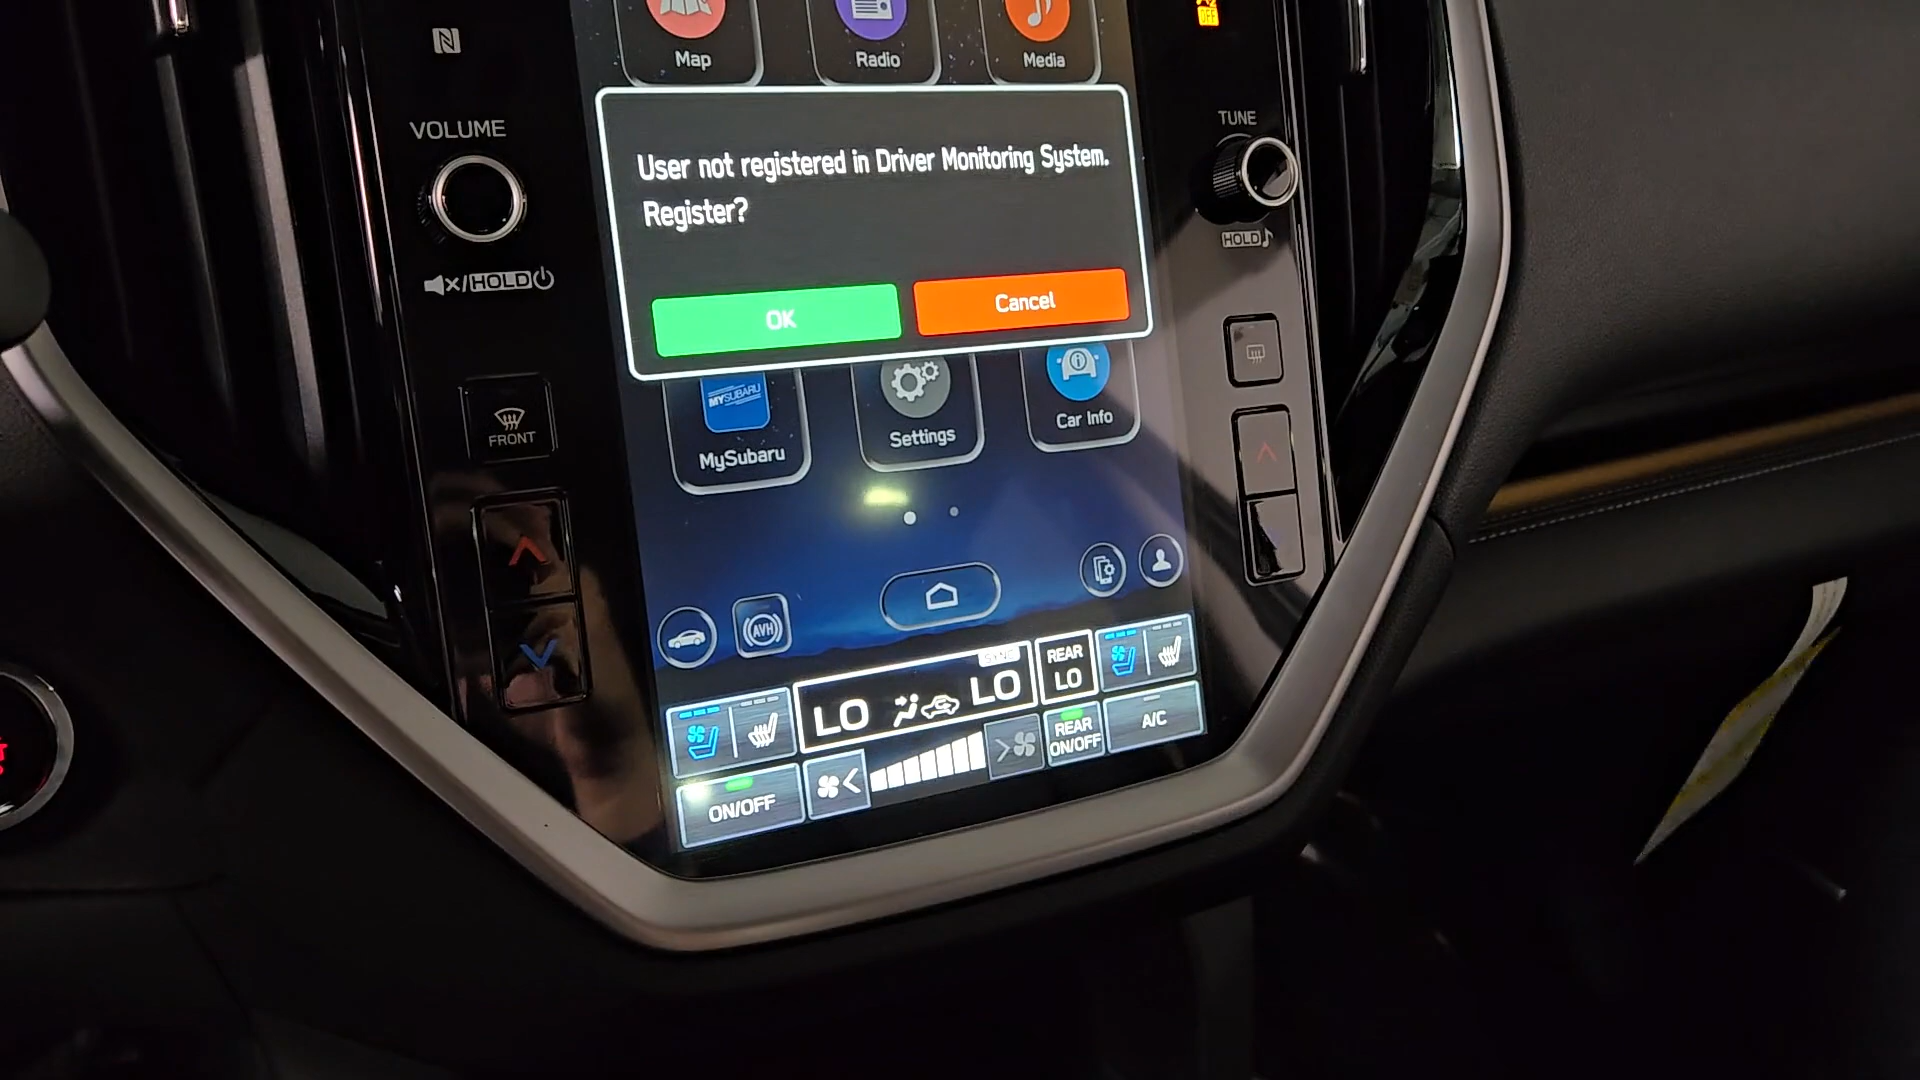 OFF
Map
Radio
Media
VOLUME
TUNE
User not registered in Driver Monitoring System.
Register?
HOLD
HOLD
OK
Cancel
MYSUBARU
FRONT
MySubaru
Settings
Car Info
AVH
SYNC
LO
LO
REAR
LO
ON/OFF
REAR
ON/OFF
A/C